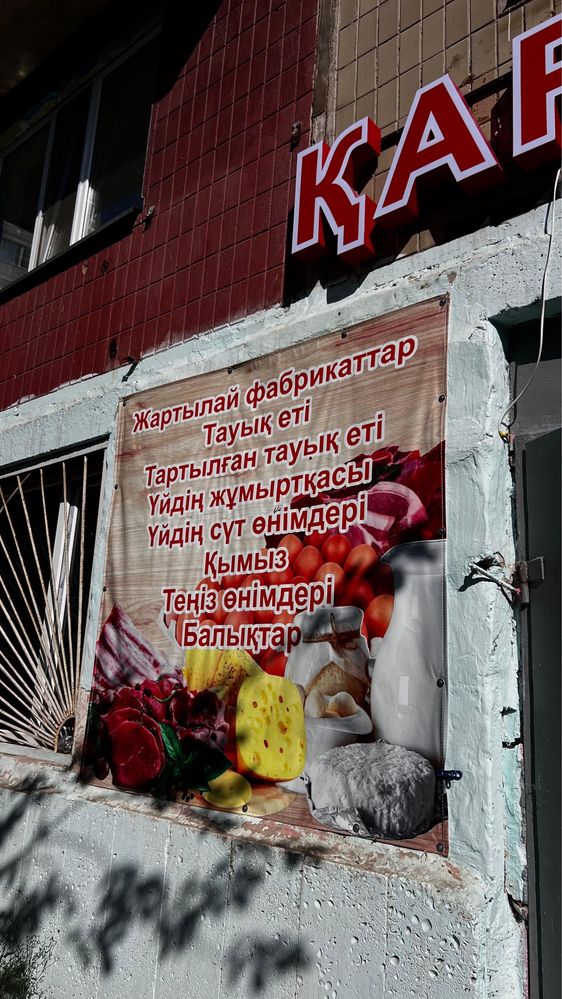 ҚАР
Жартылай фабрикаттар
Тауық еті
Тартылған тауық еті
Үйдің жұмыртқасы
Үйдің сүт өнімдері
Қымыз
Теңіз өнімдері
Балықтар